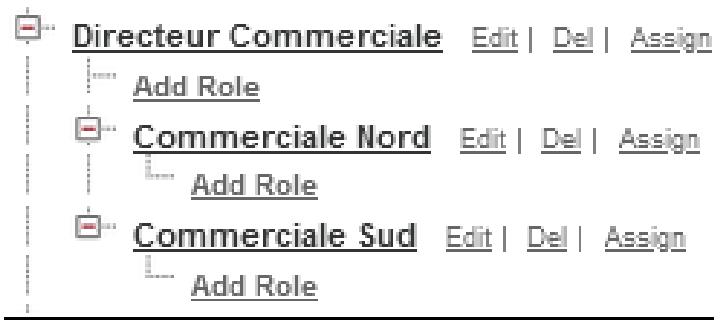 Directeur Commerciale Edit | Del | Assign
Add Role
Commerciale Nord Edit | Del | Assign
Add Role
Commerciale Sud Edit | Del | Assign
Add Role